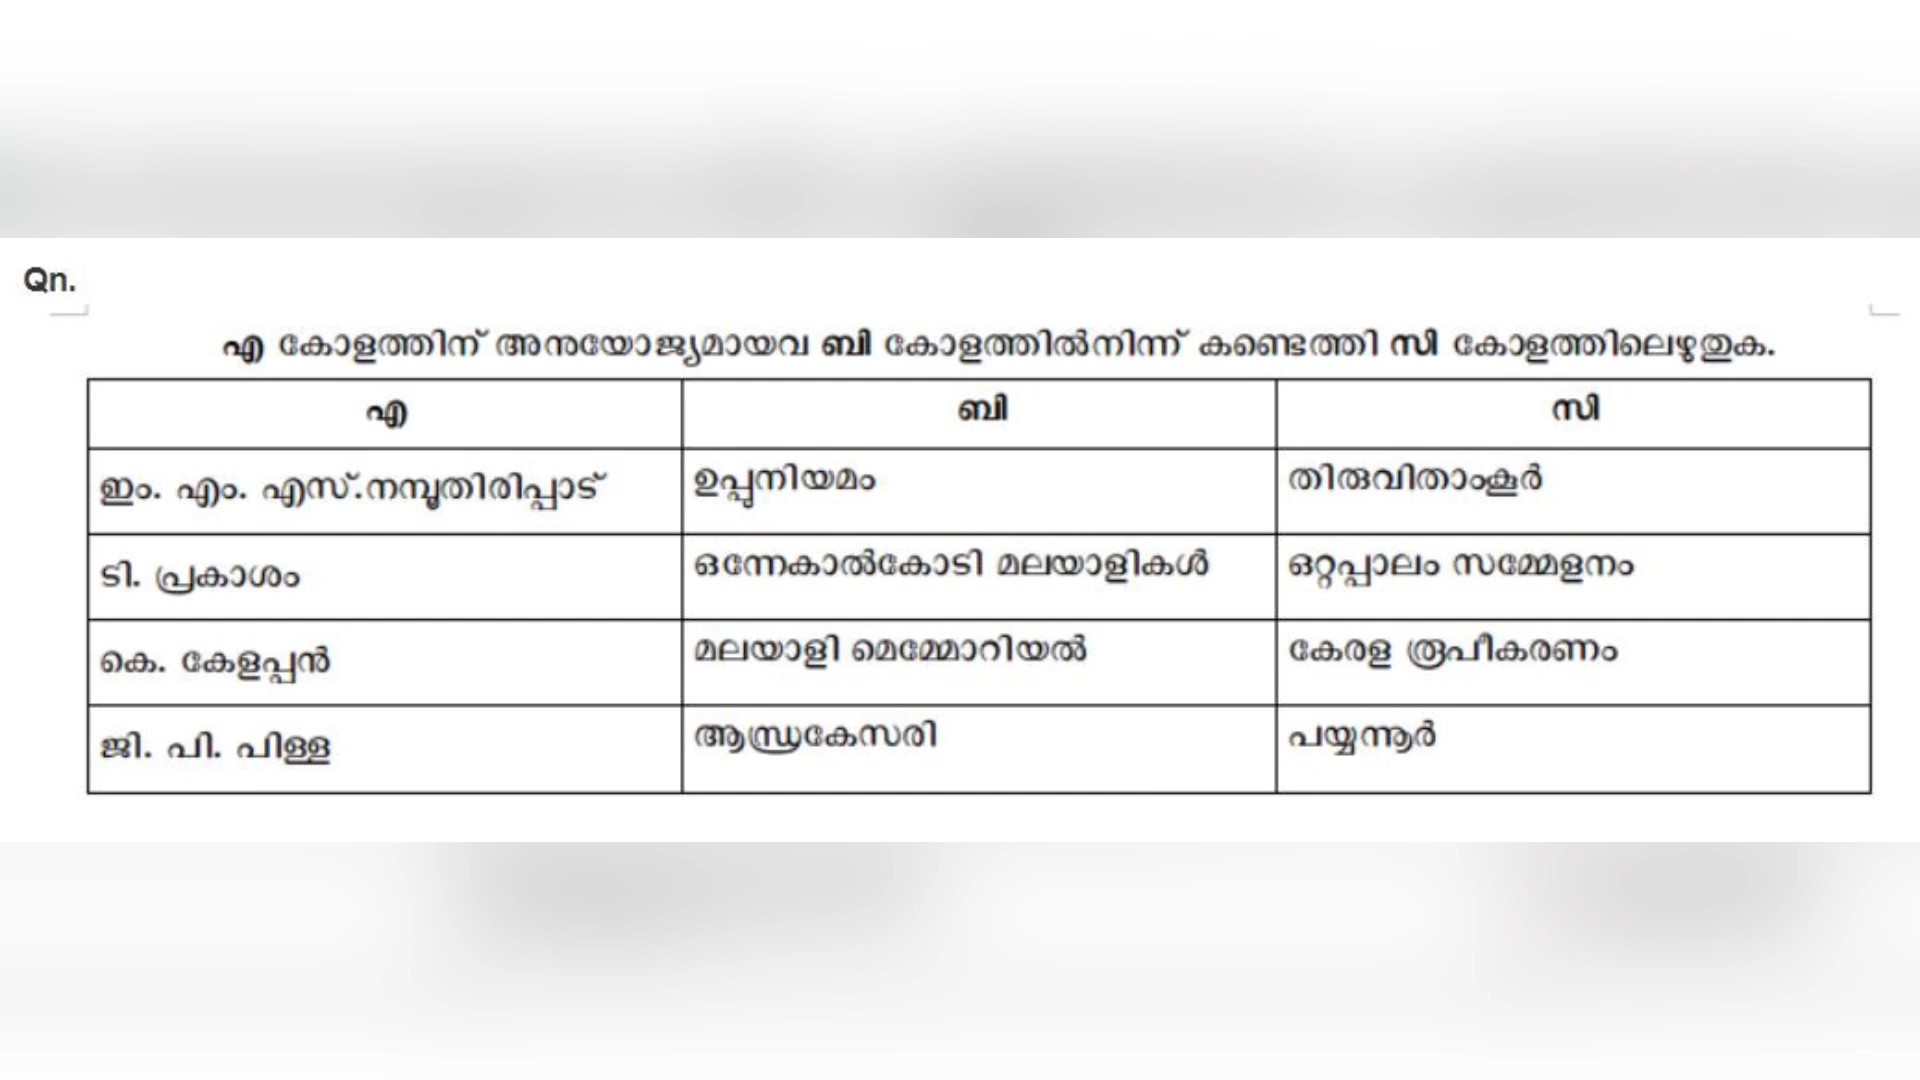 Qn.
എ കോളത്തിന് അനുയോജ്യമായവ ബി കോളത്തിൽനിന്ന് കണ്ടെത്തി സി കോളത്തിലെഴുതുക.
എ ബി സി
ഇം. എം. എസ്.നമ്പൂതിരിപ്പാട് ഉപ്പുനിയമം തിരുവിതാംകൂർ
ടി. പ്രകാശം ഒന്നേകാൽകോടി മലയാളികൾ ഒറ്റപ്പാലം സമ്മേളനം
കെ. കേളപ്പൻ മലയാളി മെമ്മോറിയൽ കേരള രൂപീകരണം
ജി. പി. പിള്ള ആന്ധ്രകേസരി പയ്യന്നൂർ